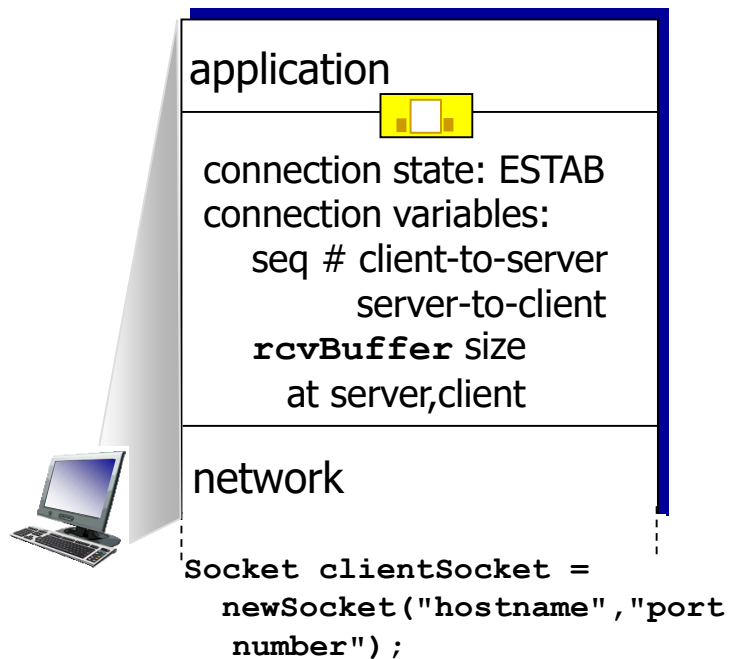 application
connection state: ESTAB
connection variables:
seq # client-to-server
server-to-client
rcvBuffer size
at server,client
network
Socket clientSocket =
newSocket("hostname","port
number");